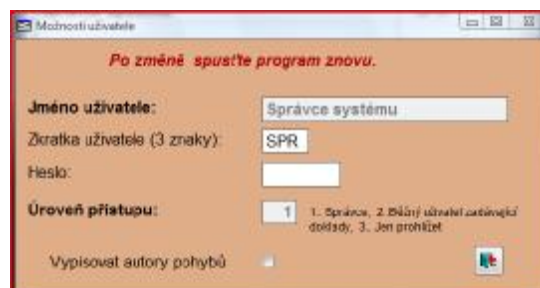 Možnosti uživatele
Po změně spusťte program znovu.
Jméno uživatele: Správce systému
Zkratka uživatele (3 znaky): SPR
Heslo:
Úroveň přístupu: 1 1.. Správce, 2. Běžný uživatel zadávající
doklady, 3.. Jen prohlížet
Vypisovat autory pohybů